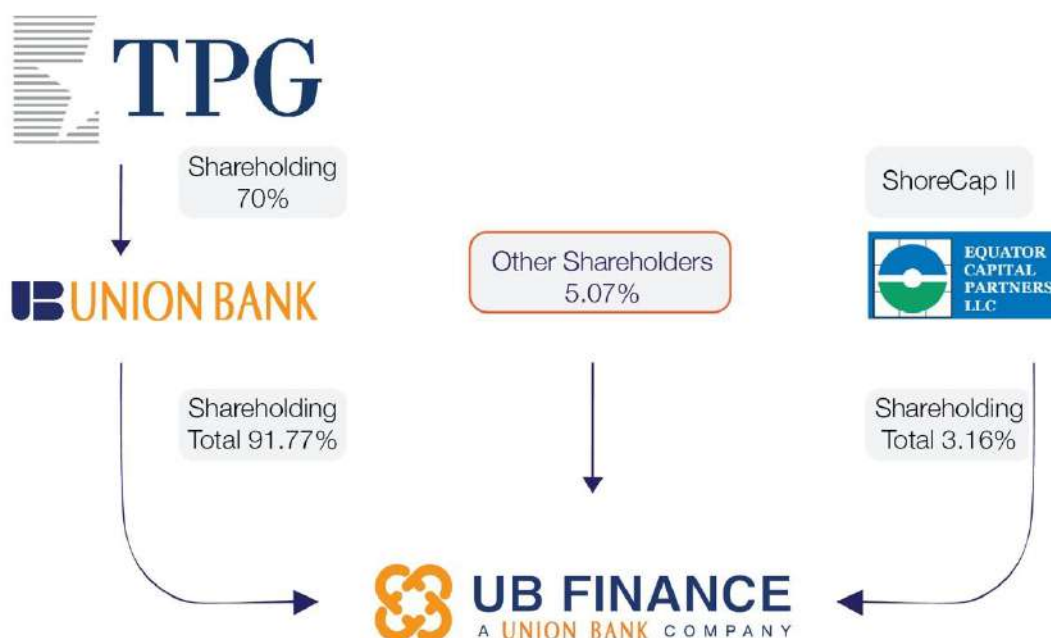 TPG
Shareholding
70%
ShoreCap II
UB UNION BANK
Other Shareholders
5.07%
EQUATOR
CAPITAL
PARTNERS
LLC
Shareholding
Total 91.77%
Shareholding
Total 3.16%
UB FINANCE
A UNION BANK COMPANY